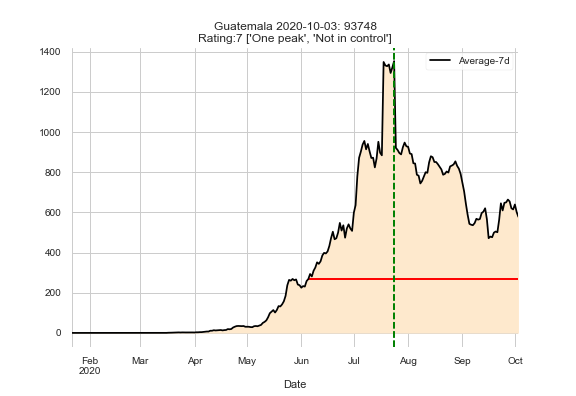 Guatemala 2020-10-03: 93748
Rating:7 ['One peak', 'Not in control']
Average-7d
1400
1200
1000
800
600
400
200
0
Feb
2020
Mar
Apr
May
Jun
Jul
Aug
Sep
Oct
Date